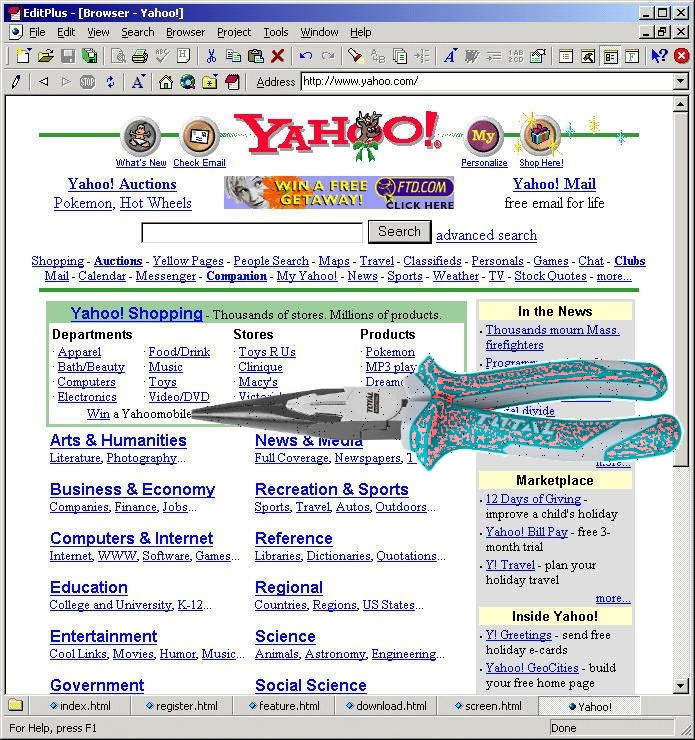 EditPlus - [Browser - Yahoo!]
File Edit View Search Browser Project Tools Window Help
Address http://www.yahoo.com/
YAHOO!
My
What's New Check Email Personalize Shop Here!
Yahoo! Auctions
Pokemon, Hot Wheels
WIN A FREE GETAWAY! FTD.COM CLICK HERE
Yahoo! Mail
free email for life
Search advanced search
Shopping - Auctions - Yellow Pages - People Search - Maps - Travel - Classifieds - Personals - Games - Chat - Clubs
Mail - Calendar - Messenger - Companion - My Yahoo! - News - Sports - Weather - TV - Stock Quotes - more...
Yahoo! Shopping - Thousands of stores. Millions of products.
Departments Stores Products
· Apparel · Food/Drink · Toys R Us · Pokemon
· Bath/Beauty · Music · Clinique · MP3 play
· Computers · Toys · Macy's · Dreamc
· Electronics · Video/DVD · Victor
Win a Yahoomobile
In the News
· Thousands mourn Mass. firefighters
TOTAL
digital divide
more...
Arts & Humanities
Literature, Photography...
News & Media
Full Coverage, Newspapers, T
Business & Economy
Companies, Finance, Jobs...
Recreation & Sports
Sports, Travel, Autos, Outdoors...
Computers & Internet
Internet, WWW, Software, Games...
Reference
Libraries, Dictionaries, Quotations...
Education
College and University, K-12...
Regional
Countries, Regions, US States...
Entertainment
Cool Links, Movies, Humor, Music...
Science
Animals, Astronomy, Engineering...
Government
Social Science
Marketplace
· 12 Days of Giving -
improve a child's holiday
· Yahoo! Bill Pay - free 3-
month trial
· Y! Travel - plan your
holiday travel
more...
Inside Yahoo!
· Y! Greetings - send free
holiday e-cards
· Yahoo! GeoCities - build
your free home page
index.html register.html feature.html download.html screen.html Yahoo!
For Help, press F1 Done